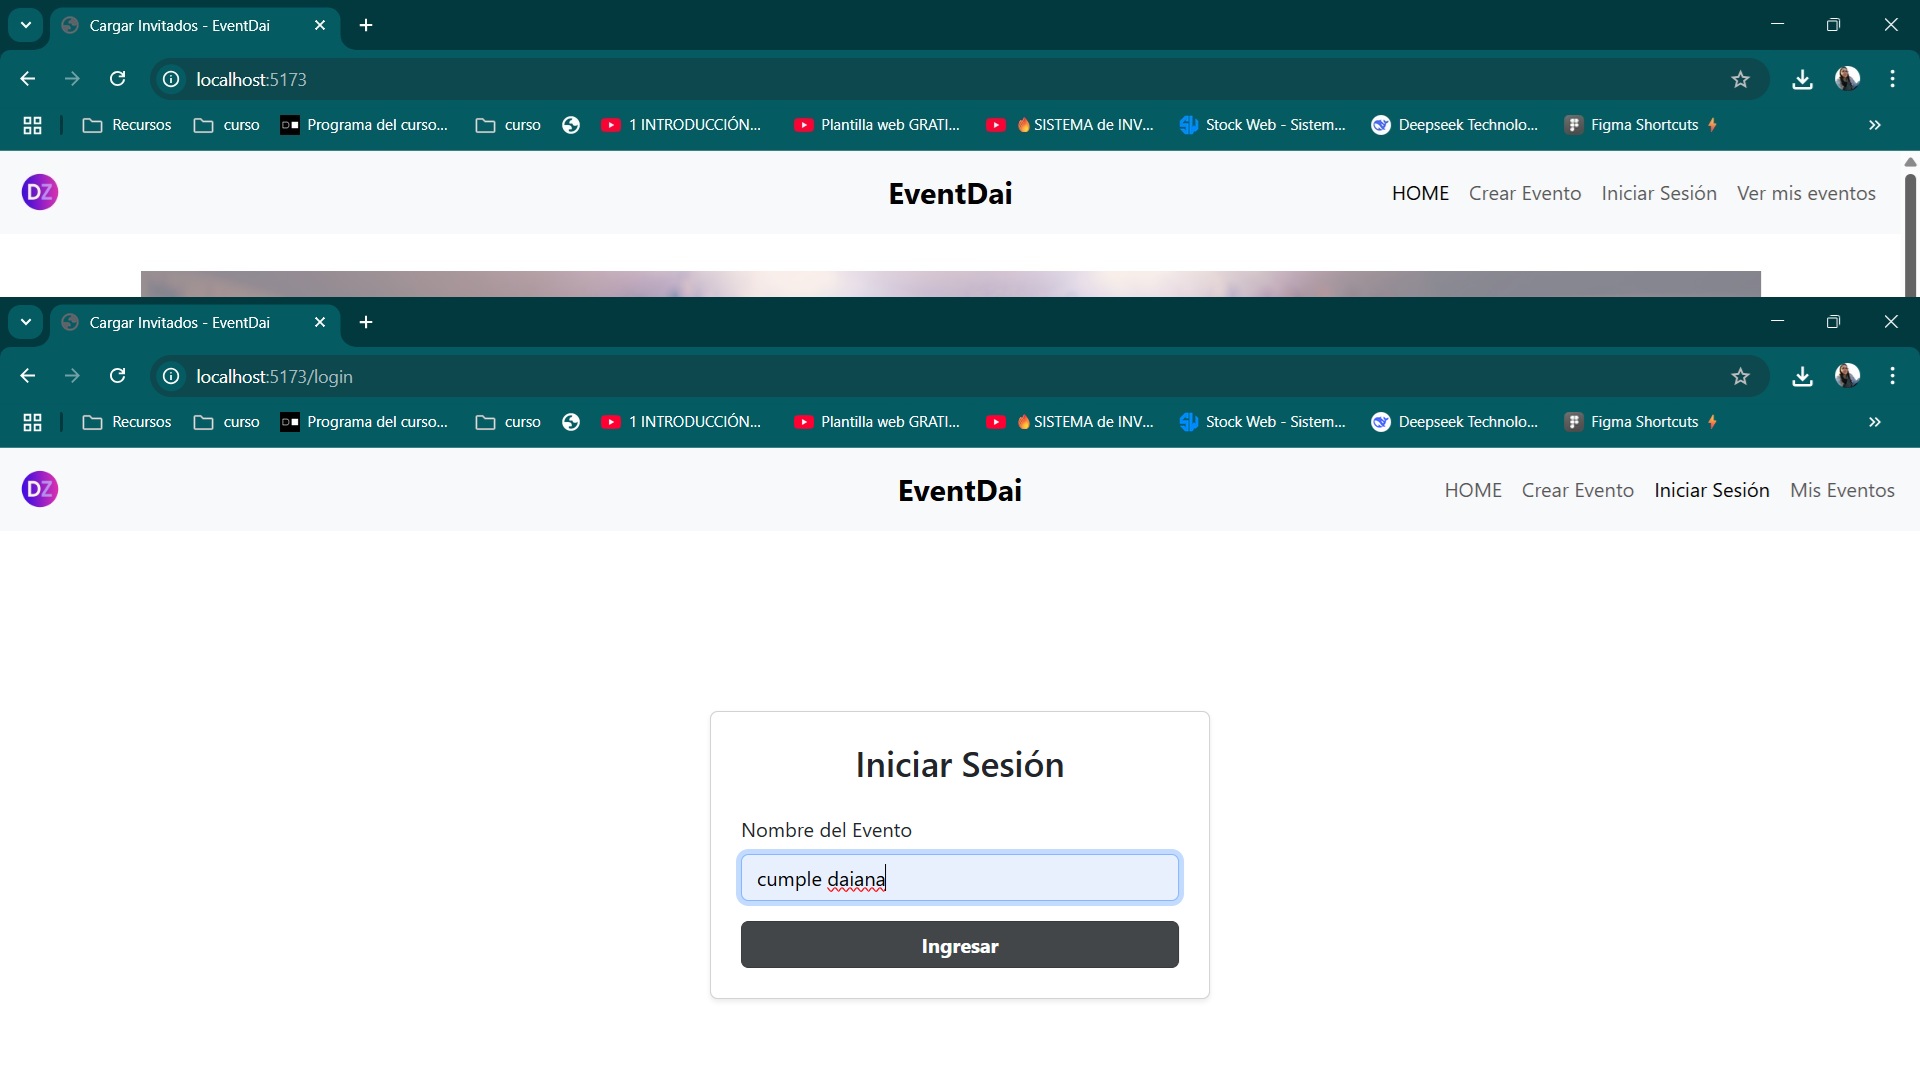 Cargar Invitados - EventDai
localhost:5173
Recursos curso Programa del curso... curso 1 INTRODUCCIÓN... Plantilla web GRATI... SISTEMA de INV... Stock Web - Sistem... Deepseek Technolo... Figma Shortcuts
DZ EventDai HOME Crear Evento Iniciar Sesión Ver mis eventos
Cargar Invitados - EventDai
localhost:5173/login
Recursos curso Programa del curso... curso 1 INTRODUCCIÓN... Plantilla web GRATI... SISTEMA de INV... Stock Web - Sistem... Deepseek Technolo... Figma Shortcuts
DZ EventDai HOME Crear Evento Iniciar Sesión Mis Eventos
Iniciar Sesión
Nombre del Evento
cumple daiana
Ingresar